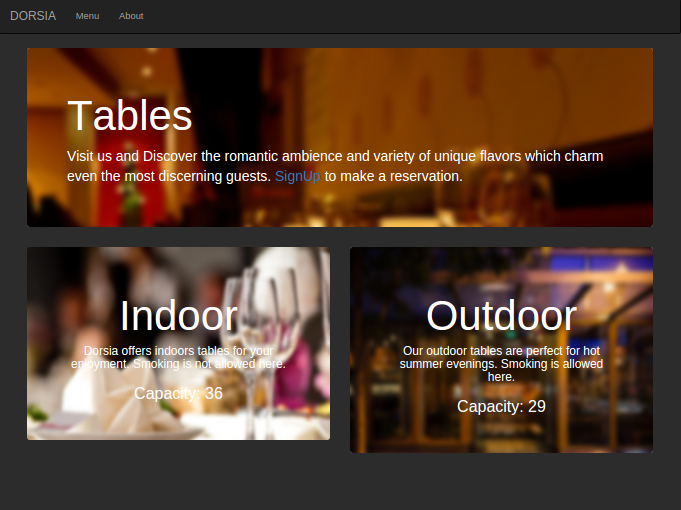 DORSIA Menu About
Tables
Visit us and Discover the romantic ambience and variety of unique flavors which charm
even the most discerning guests. SignUp to make a reservation.
Indoor
Dorsia offers indoors tables for your
enjoyment. Smoking is not allowed here.
Capacity: 36
Outdoor
Our outdoor tables are perfect for hot
summer evenings. Smoking is allowed
here.
Capacity: 29